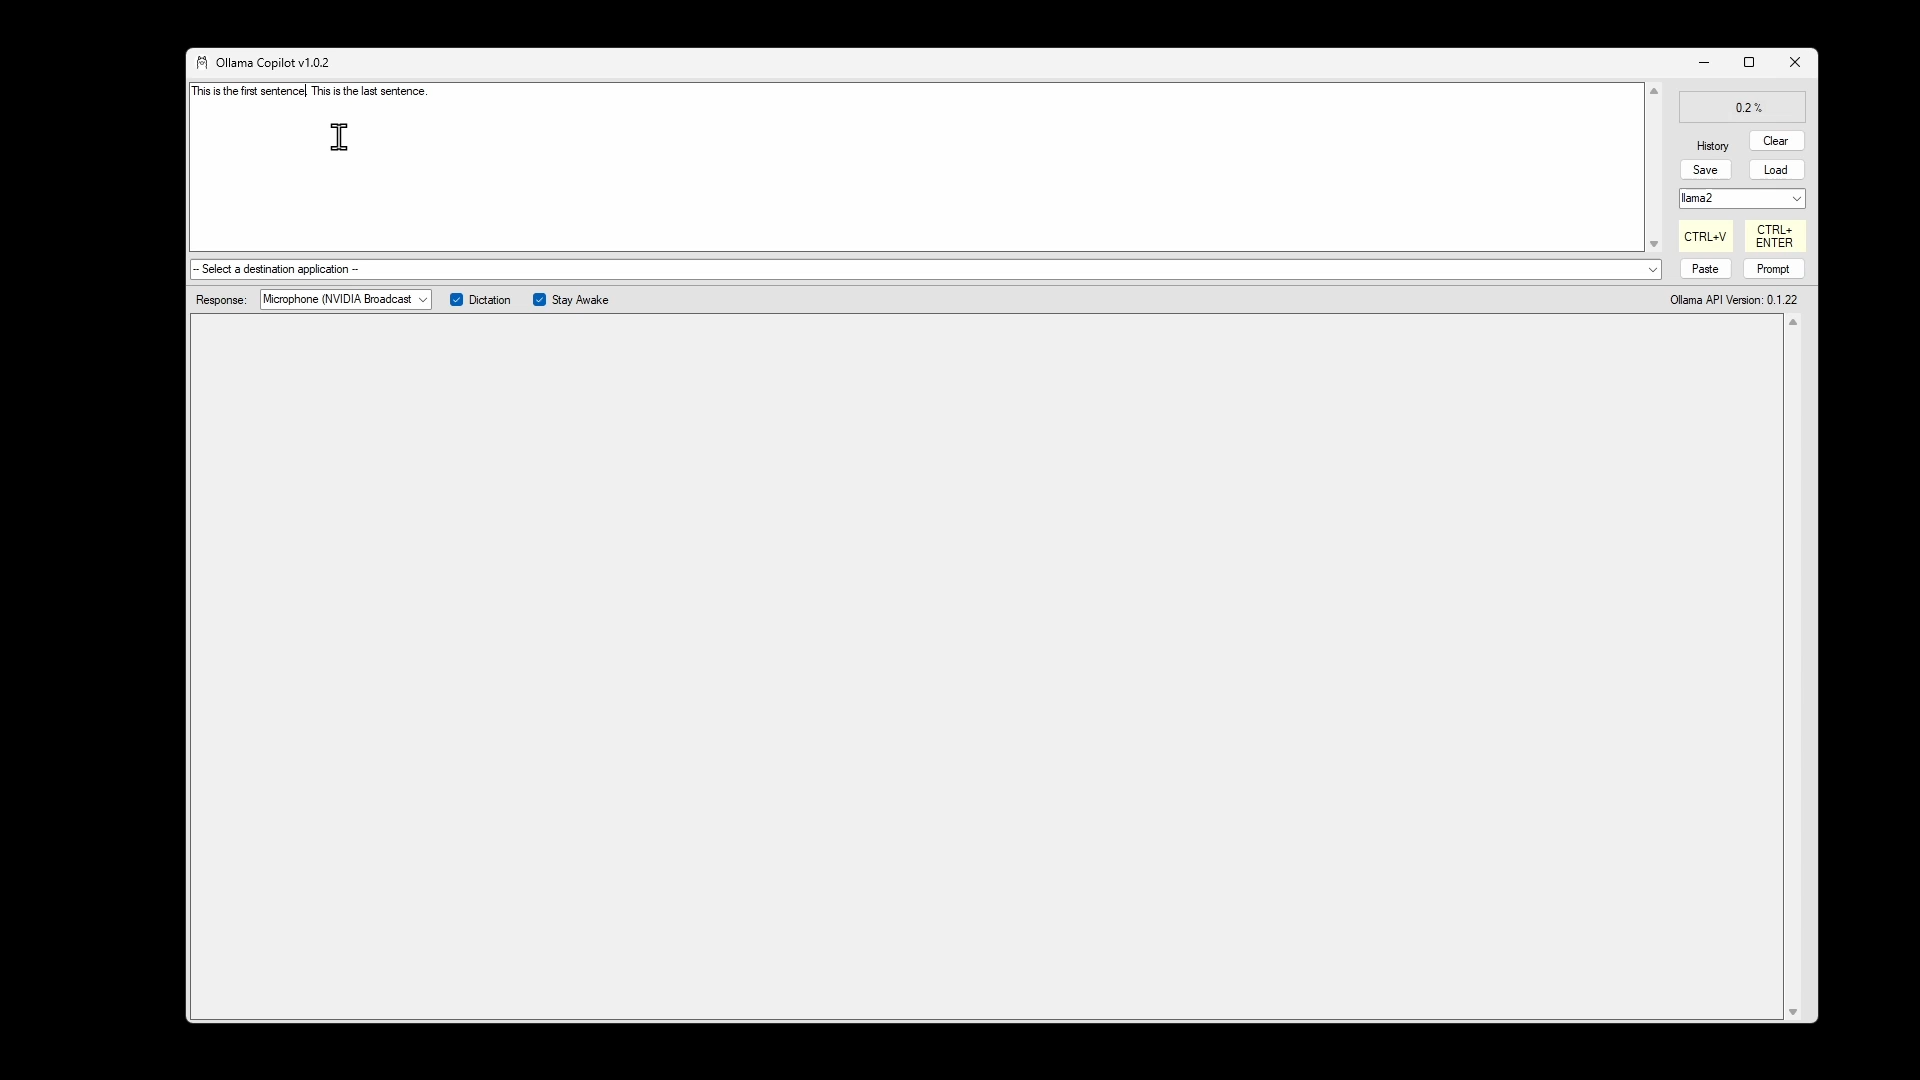 Ollama Copilot v1.0.2
This is the first sentence. This is the last sentence.
0.2 %
History
Clear
Save
Load
llama2
CTRL+V
CTRL+
ENTER
-- Select a destination application --
Paste
Prompt
Response:
Microphone (NVIDIA Broadcast
Dictation
Stay Awake
Ollama API Version: 0.1.22